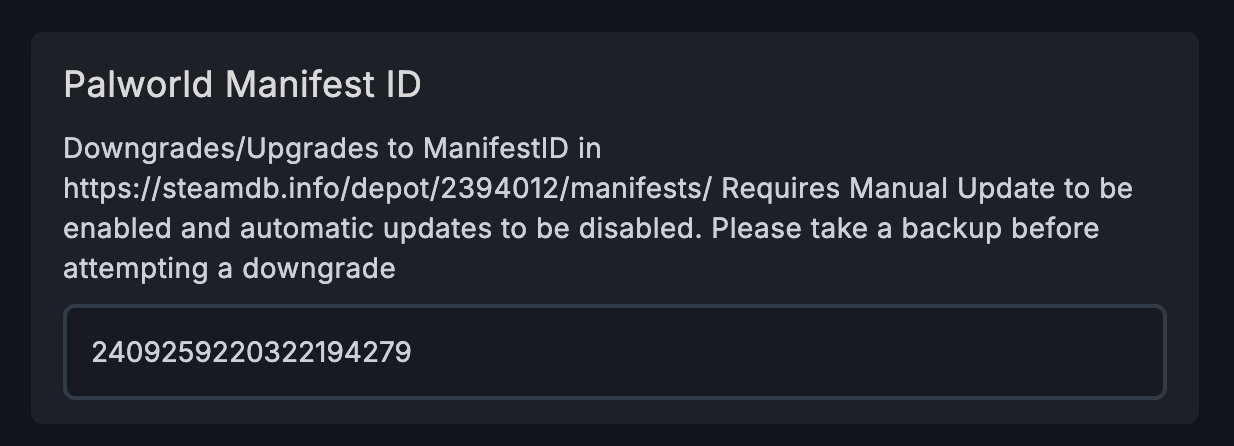 Palworld Manifest ID
Downgrades/Upgrades to ManifestID in
https://steamdb.info/depot/2394012/manifests/ Requires Manual Update to be
enabled and automatic updates to be disabled. Please take a backup before
attempting a downgrade
2409259220322194279